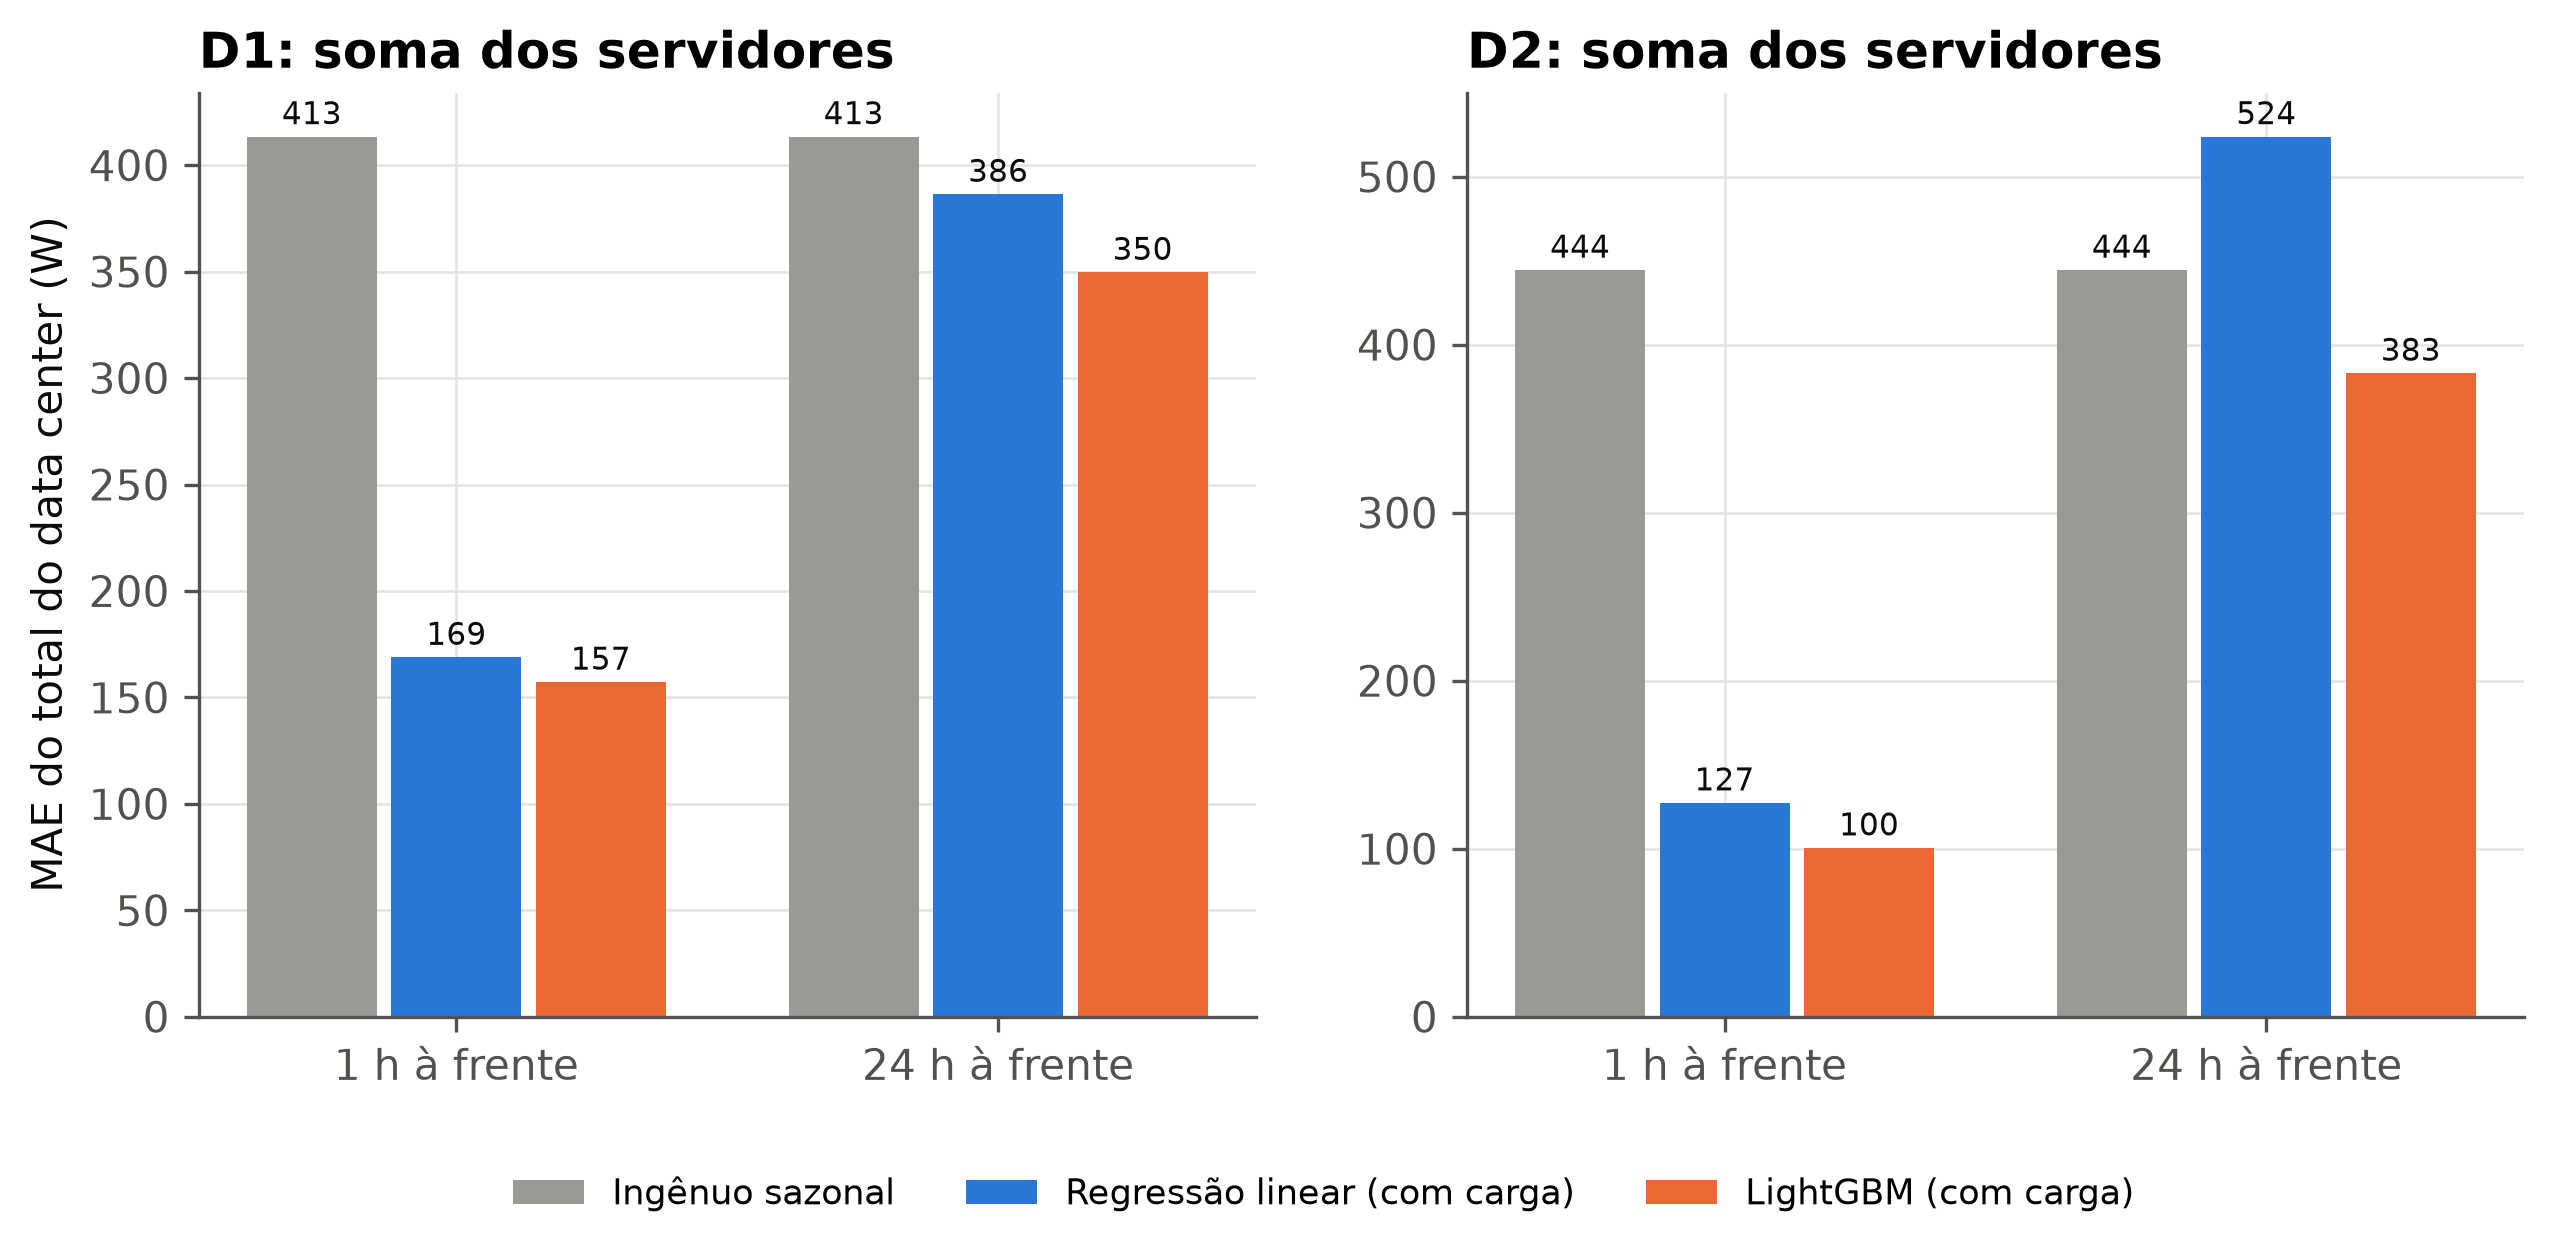 D1: soma dos servidores
MAE do total do data center (W)
400
350
300
250
200
150
100
50
0
413
169
157
413
386
350
1 h à frente
24 h à frente
D2: soma dos servidores
500
400
300
200
100
0
444
127
100
444
524
383
1 h à frente
24 h à frente
Ingênuo sazonal
Regressão linear (com carga)
LightGBM (com carga)